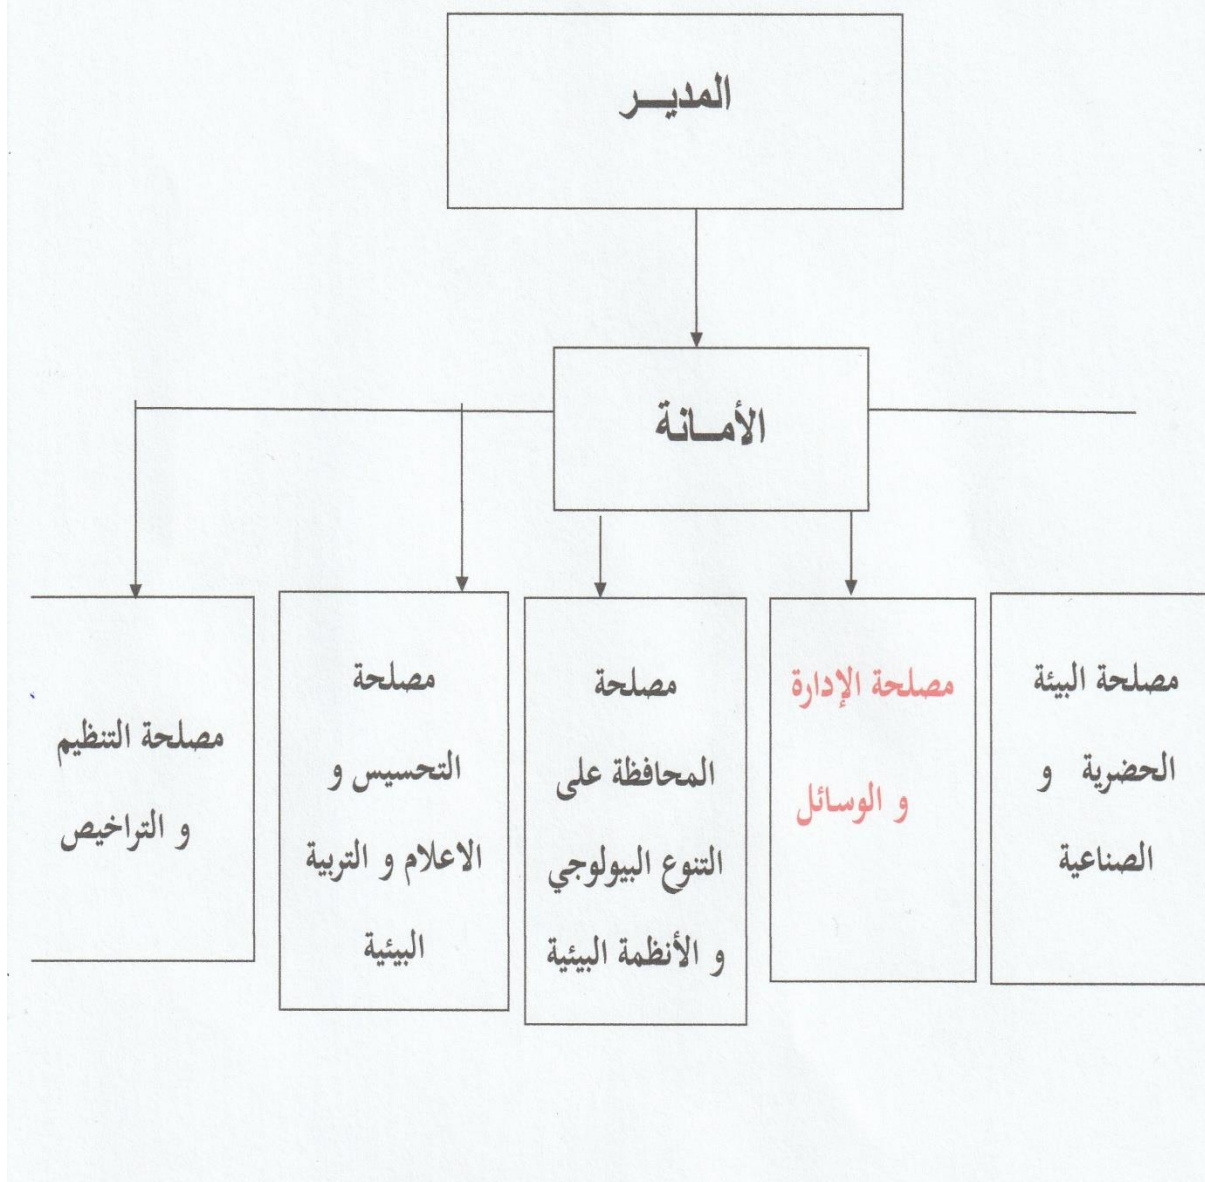 المديـــر
الأمــانة
مصلحة البيئة
الحضرية و
الصناعية
مصلحة الإدارة
و الوسائل
مصلحة
المحافظة على
التنوع البيولوجي
و الأنظمة البيئية
مصلحة
التحسيس و
الاعلام و التربية
البيئية
مصلحة التنظيم
و التراخيص